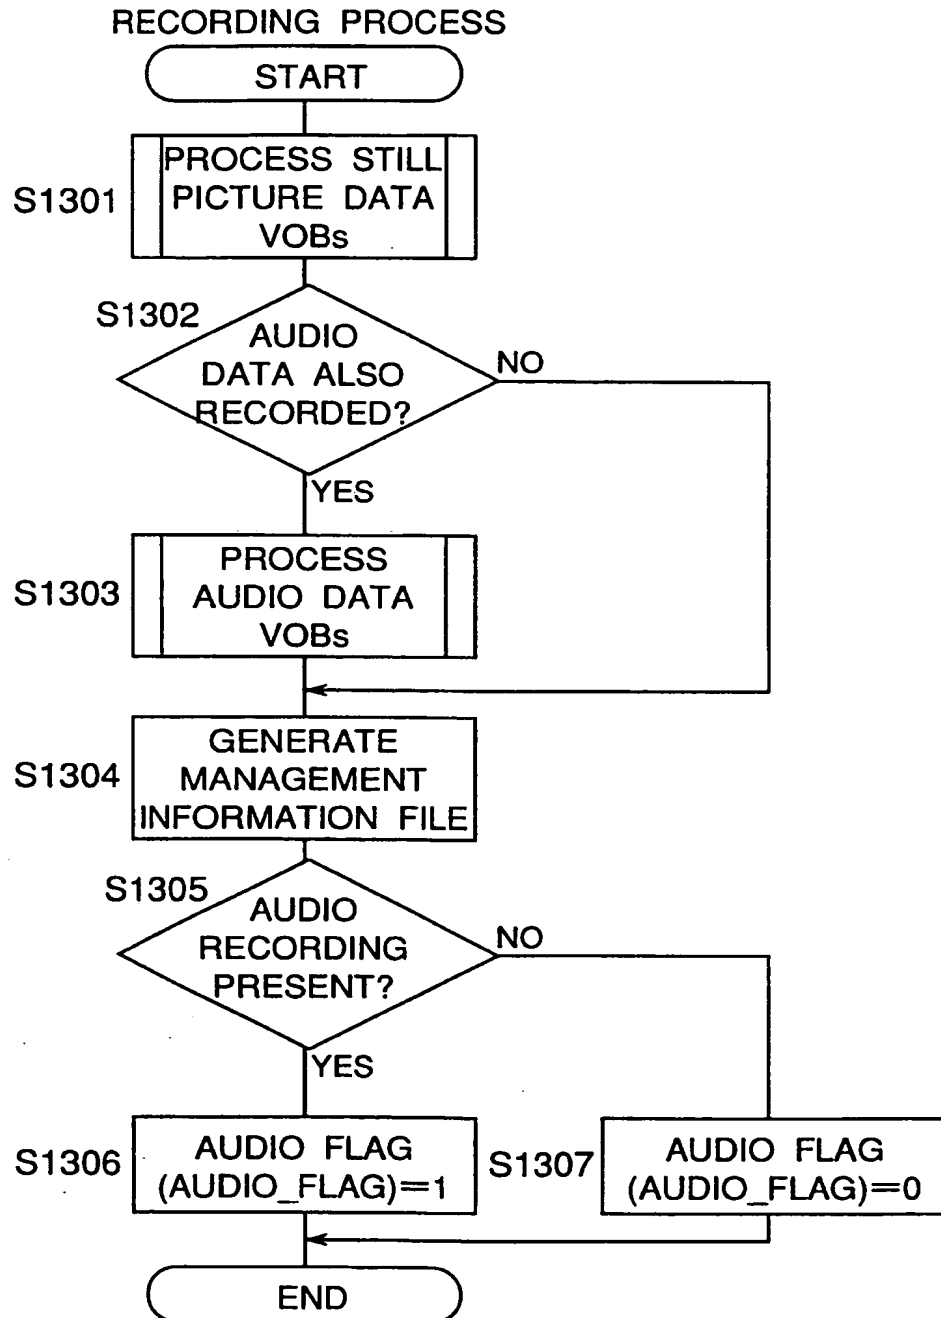 RECORDING PROCESS
START
S1301
PROCESS STILL
PICTURE DATA
VOBs
S1302
AUDIO
DATA ALSO
RECORDED?
NO
YES
S1303
PROCESS
AUDIO DATA
VOBs
S1304
GENERATE
MANAGEMENT
INFORMATION FILE
S1305
AUDIO
RECORDING
PRESENT?
NO
YES
S1306
AUDIO FLAG
(AUDIO_FLAG)=1
S1307
AUDIO FLAG
(AUDIO_FLAG)=0
END